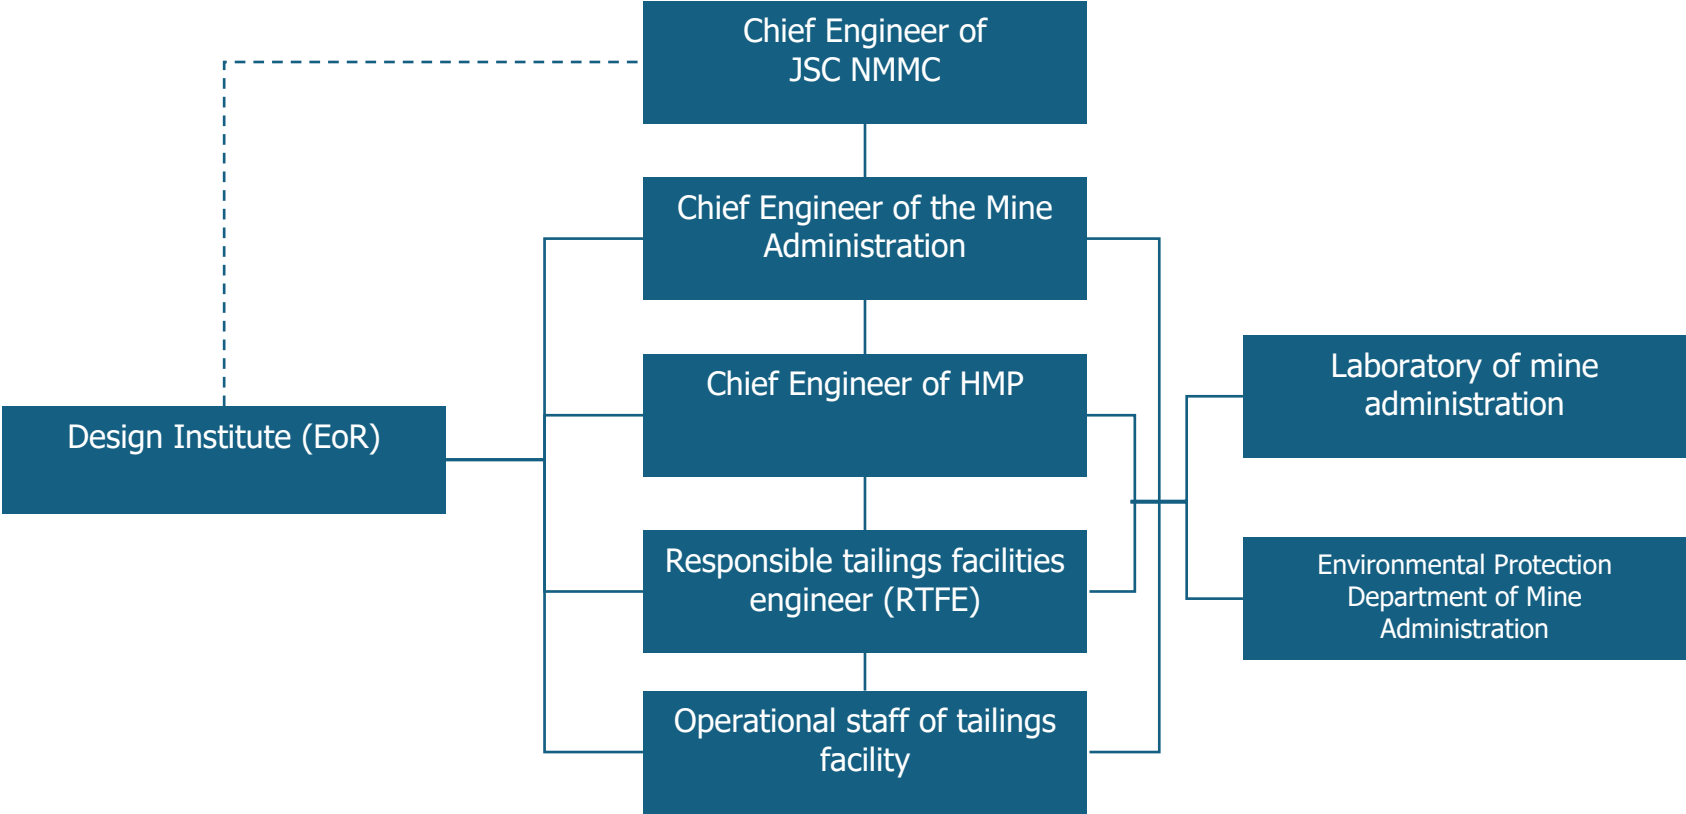 Chief Engineer of
JSC NMMC
Chief Engineer of the Mine
Administration
Chief Engineer of HMP
Design Institute (EoR)
Responsible tailings facilities
engineer (RTFE)
Operational staff of tailings
facility
Laboratory of mine
administration
Environmental Protection
Department of Mine
Administration